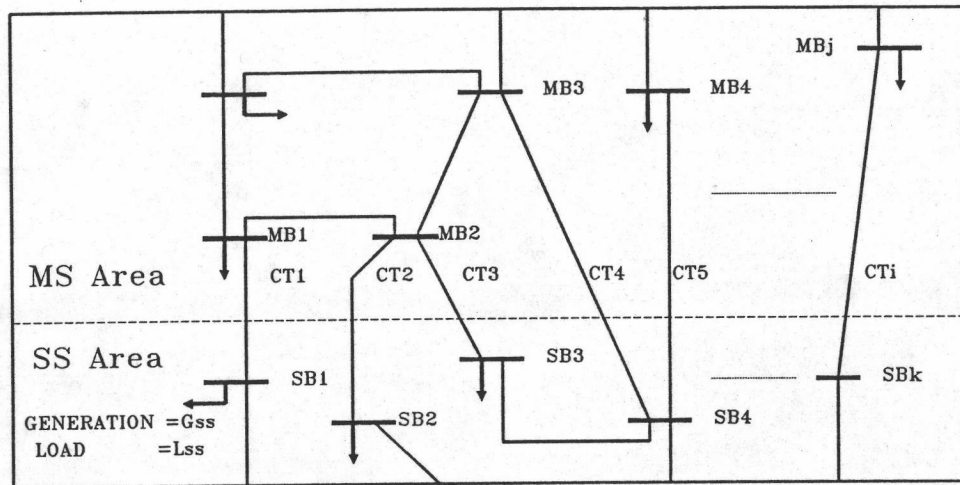 MBj
MB3
MB4
MB1
MB2
MS Area
CT1
CT2
CT3
CT4
CT5
CTi
SS Area
SB3
SB1
SBk
GENERATION =Gss
SB2
SB4
LOAD =Lss